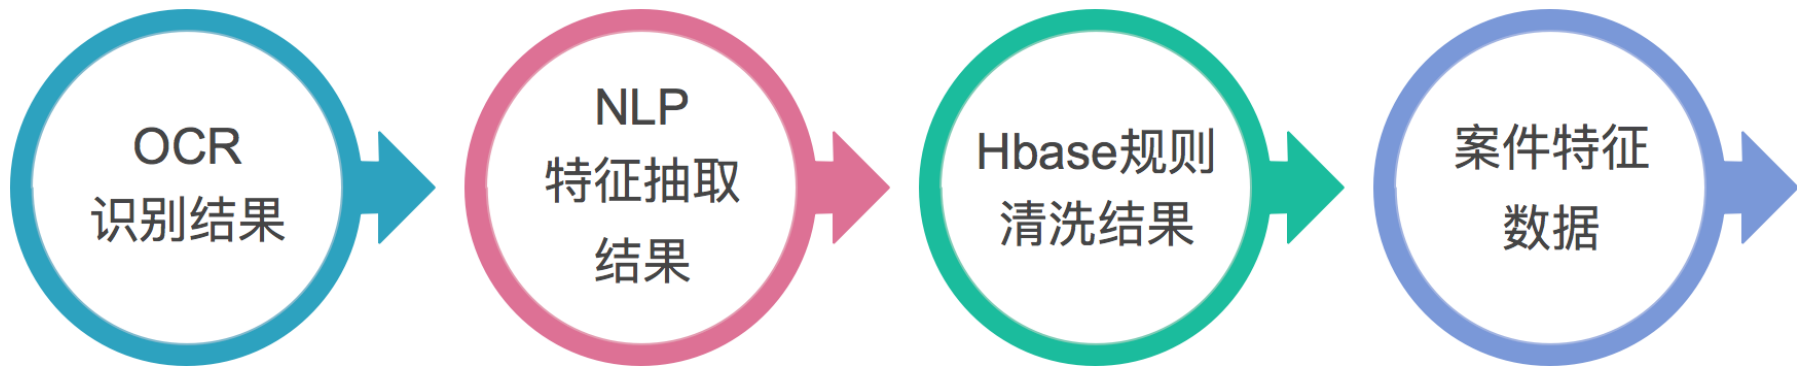 OCR
识别结果
NLP
特征抽取
结果
Hbase规则
清洗结果
案件特征
数据